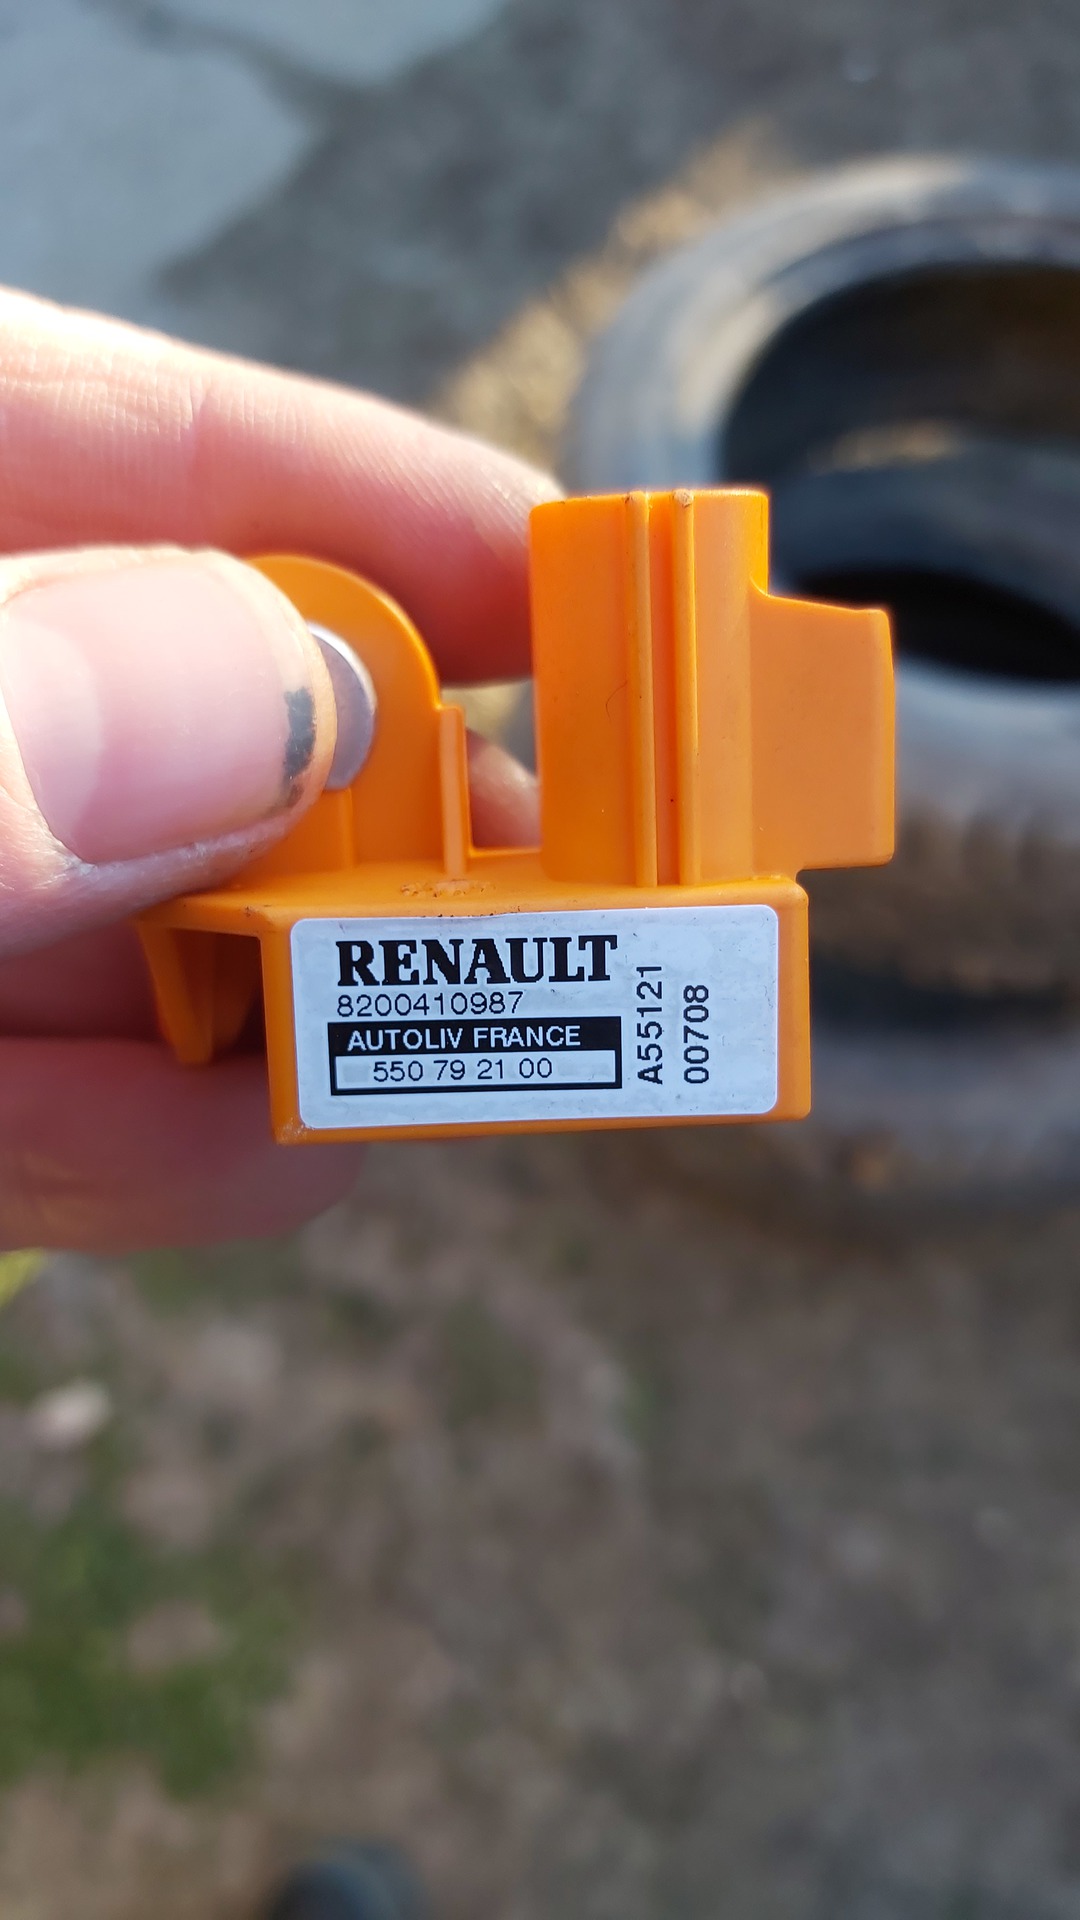 RENAULT
8200410987
AUTOLIV FRANCE
550 79 21 00
A55121
00708